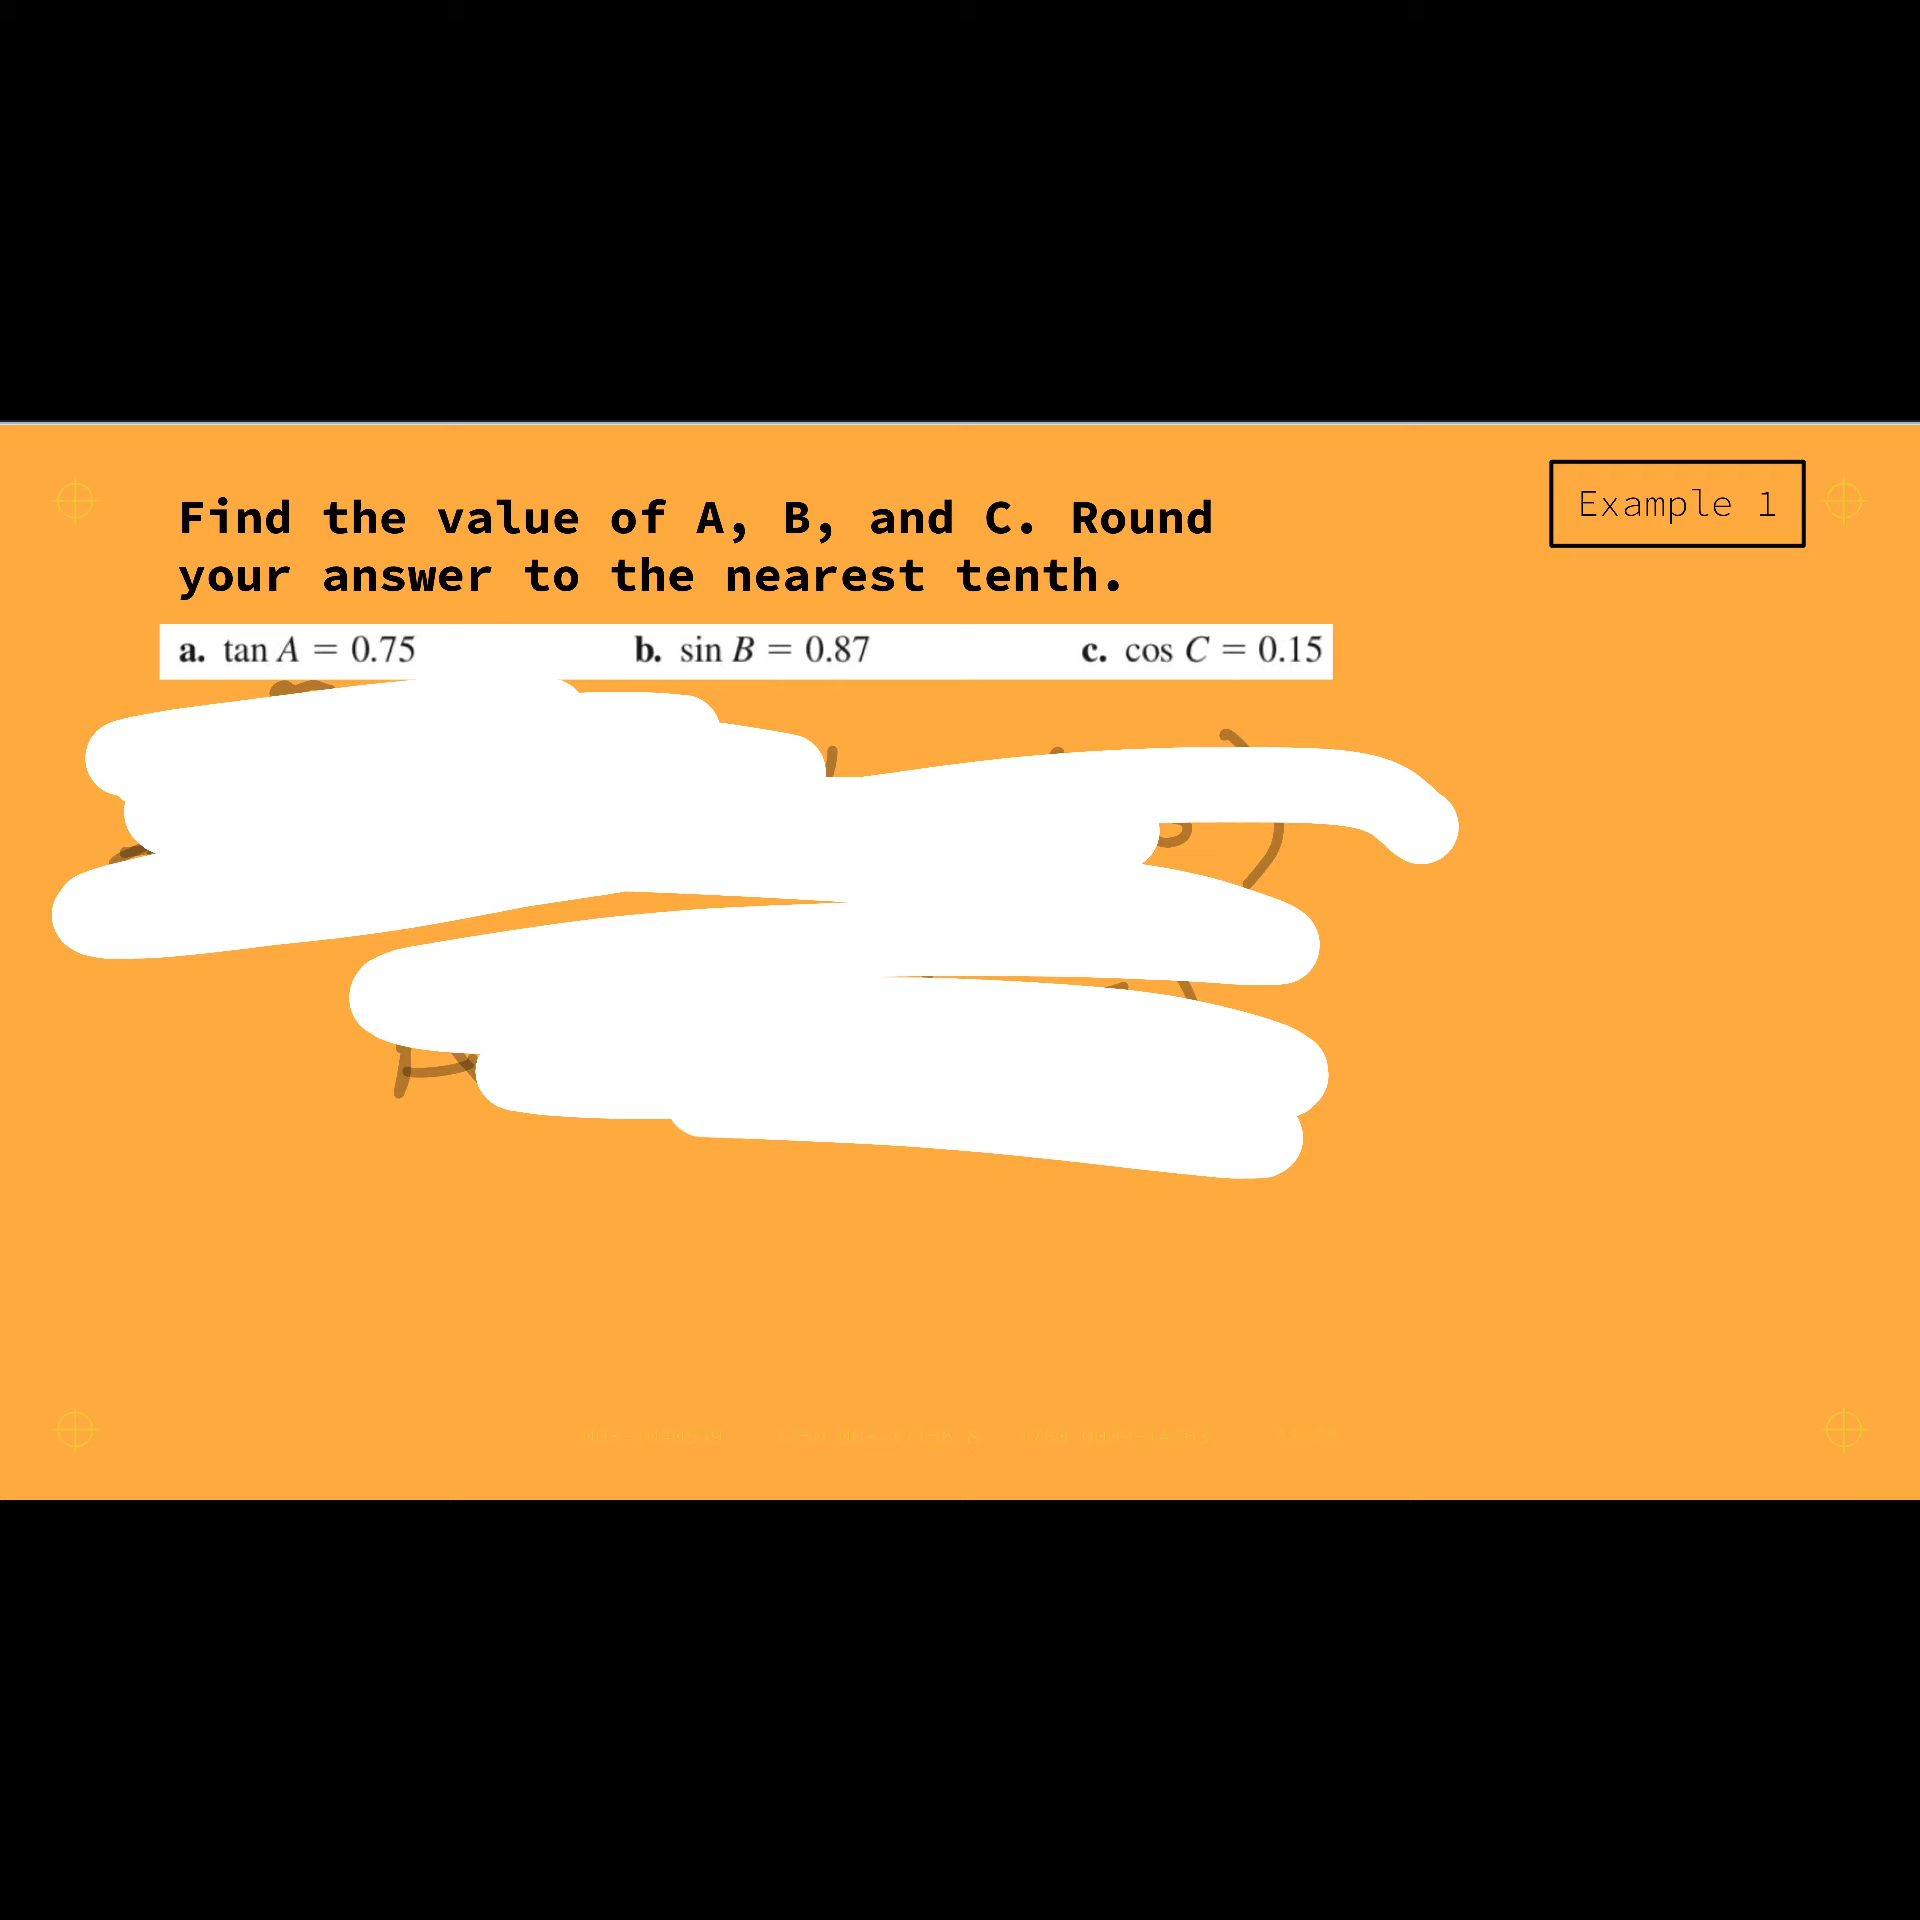 Example 1
Find the value of A, B, and C. Round
your answer to the nearest tenth.
a. tan A = 0.75 b. sin B = 0.87 c. cos C = 0.15